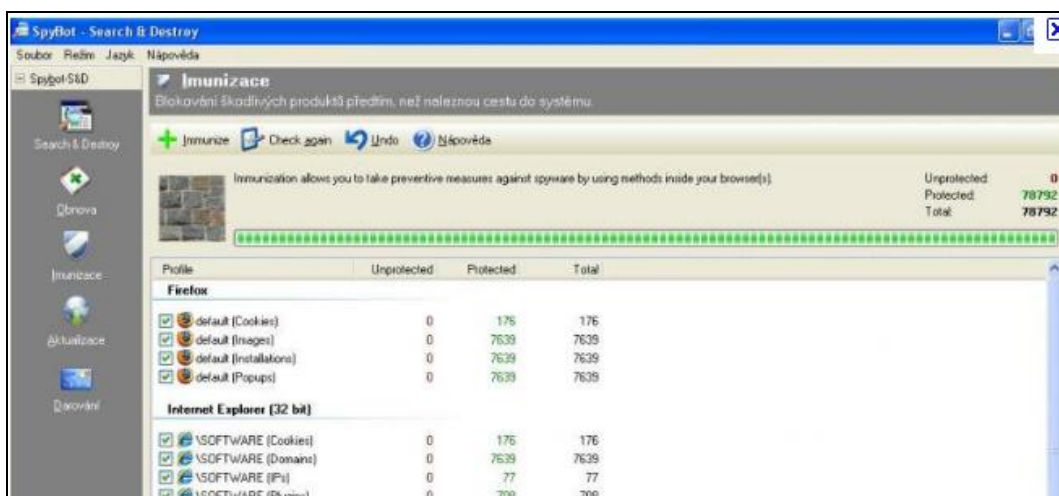 SpyBot - Search & Destroy
Soubor Režim Jazyk Nápověda
Spybot-S&D
Imunizace
Blokování škodlivých produktů předtím, než naleznou cestu do systému.
Search & Destroy
Immunize Check again Undo Nápověda
Immunization allows you to take preventive measures against spyware by using methods inside your browser(s).
Unprotected: 0
Protected: 78792
Total: 78792
Obnova
Imunizace
Aktualizace
Darování
Profile Unprotected Protected Total
Firefox
default (Cookies) 0 176 176
default (Images) 0 7639 7639
default (Installations) 0 7639 7639
default (Popups) 0 7639 7639
Internet Explorer (32 bit)
\SOFTWARE (Cookies) 0 176 176
\SOFTWARE (Domains) 0 7639 7639
\SOFTWARE (IPs) 0 77 77
\SOFTWARE (Plugins) 0